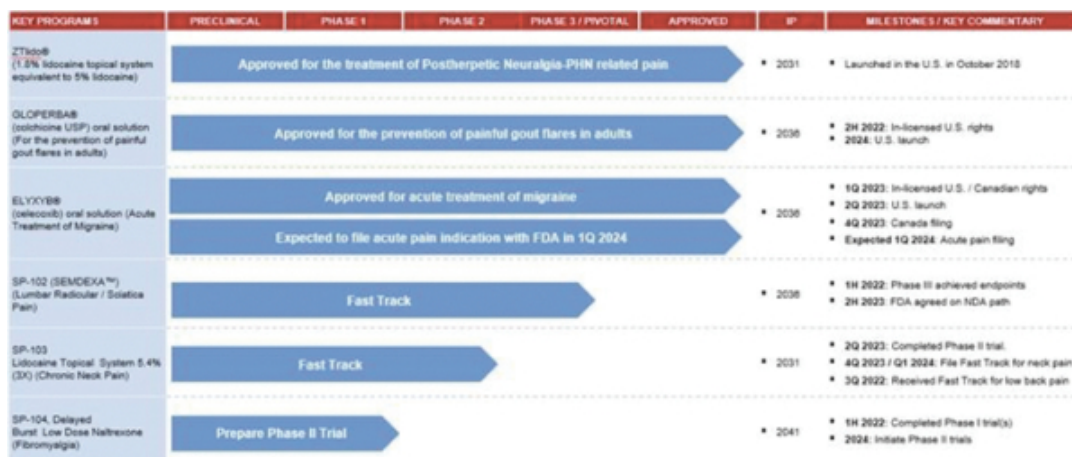 KEY PROGRAMS PRECLINICAL PHASE 1 PHASE 2 PHASE 3 / PIVOTAL APPROVED IP MILESTONES / KEY COMMENTARY
ZTlido®
(1.8% lidocaine topical system
equivalent to 5% lidocaine)
Approved for the treatment of Postherpetic Neuralgia-PHN related pain
2031
Launched in the U.S. in October 2018
GLOPERBA®
(colchicine USP) oral solution
(For the prevention of painful
gout flares in adults)
Approved for the prevention of painful gout flares in adults
2036
2H 2022: In-licensed U.S. rights
2024: U.S. launch
ELYXYB®
(celecoxib) oral solution (Acute
Treatment of Migraine)
Approved for acute treatment of migraine
Expected to file acute pain indication with FDA in 1Q 2024
2036
1Q 2023: In-licensed U.S. / Canadian rights
2Q 2023: U.S. launch
4Q 2023: Canada filing
Expected 1Q 2024: Acute pain filing
SP-102 (SEMDEXA™)
(Lumbar Radicular / Sciatica
Pain)
Fast Track
2036
1H 2022: Phase III achieved endpoints
2H 2023: FDA agreed on NDA path
SP-103
Lidocaine Topical System 5.4%
(3X) (Chronic Neck Pain)
Fast Track
2031
2Q 2023: Completed Phase II trial.
4Q 2023 / Q1 2024: File Fast Track for neck pain
3Q 2022: Received Fast Track for low back pain
SP-104, Delayed
Burst Low Dose Naltrexone
(Fibromyalgia)
Prepare Phase II Trial
2041
1H 2022: Completed Phase I trial(s)
2024: Initiate Phase II trials